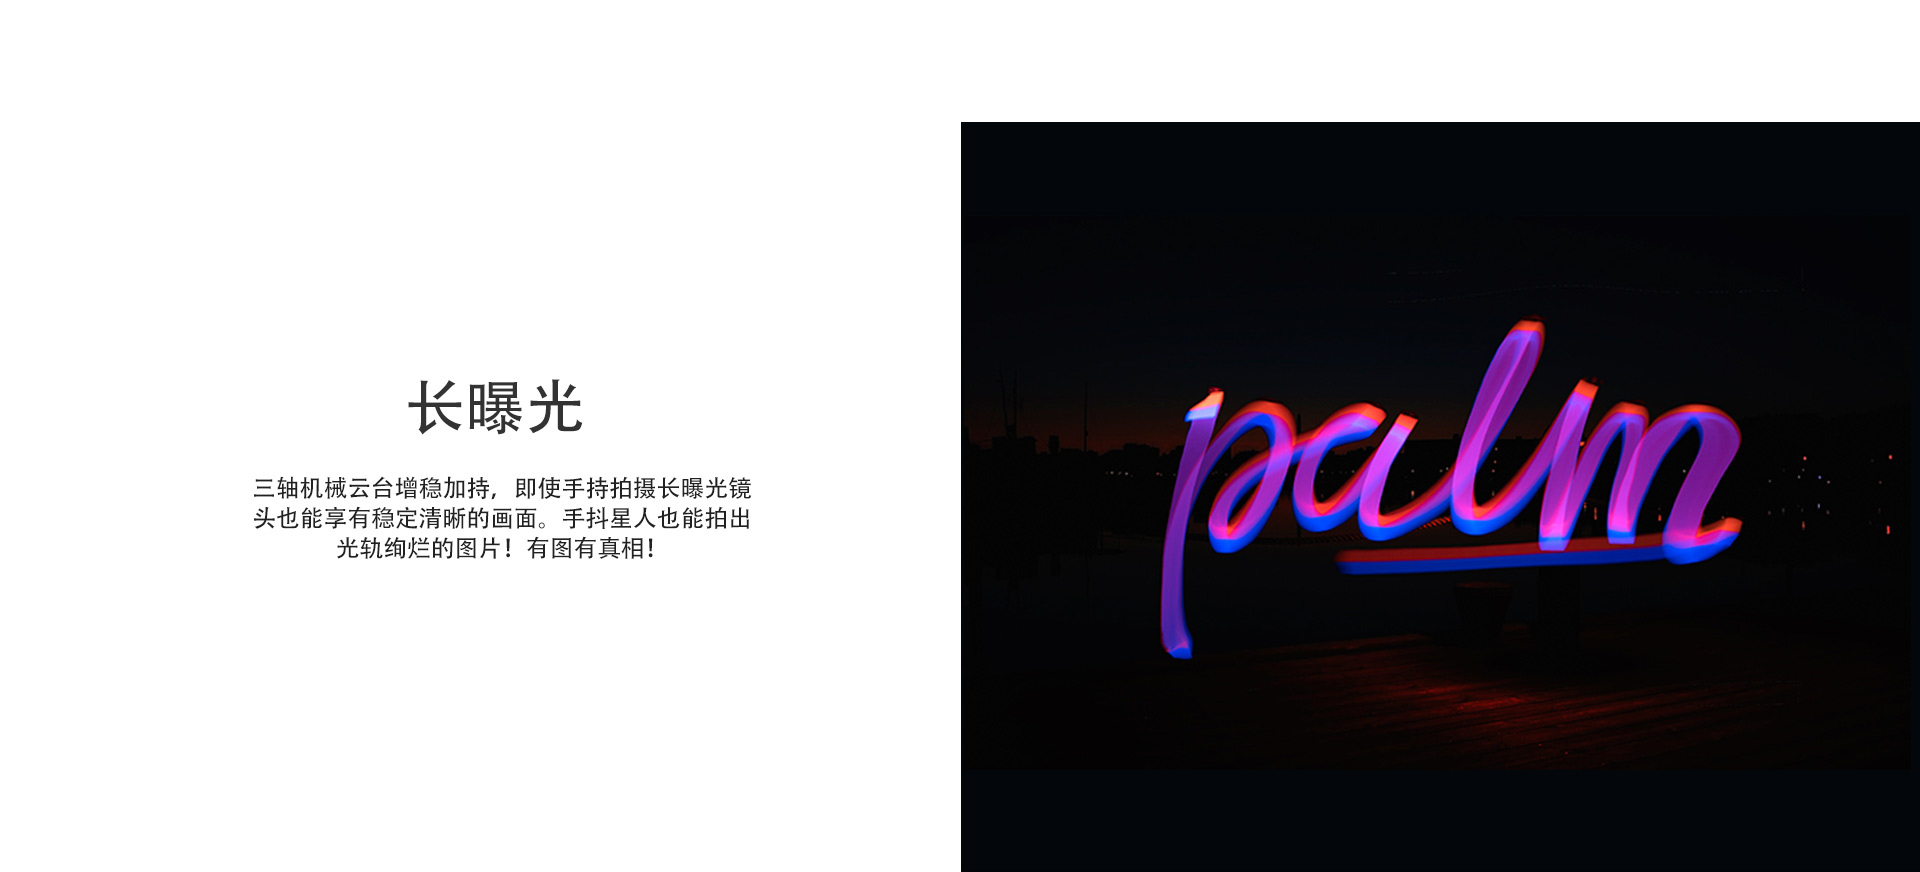 长曝光
三轴机械云台增稳加持，即使手持拍摄长曝光镜
头也能享有稳定清晰的画面。手抖星人也能拍出
光轨绚烂的图片！有图有真相！
palm